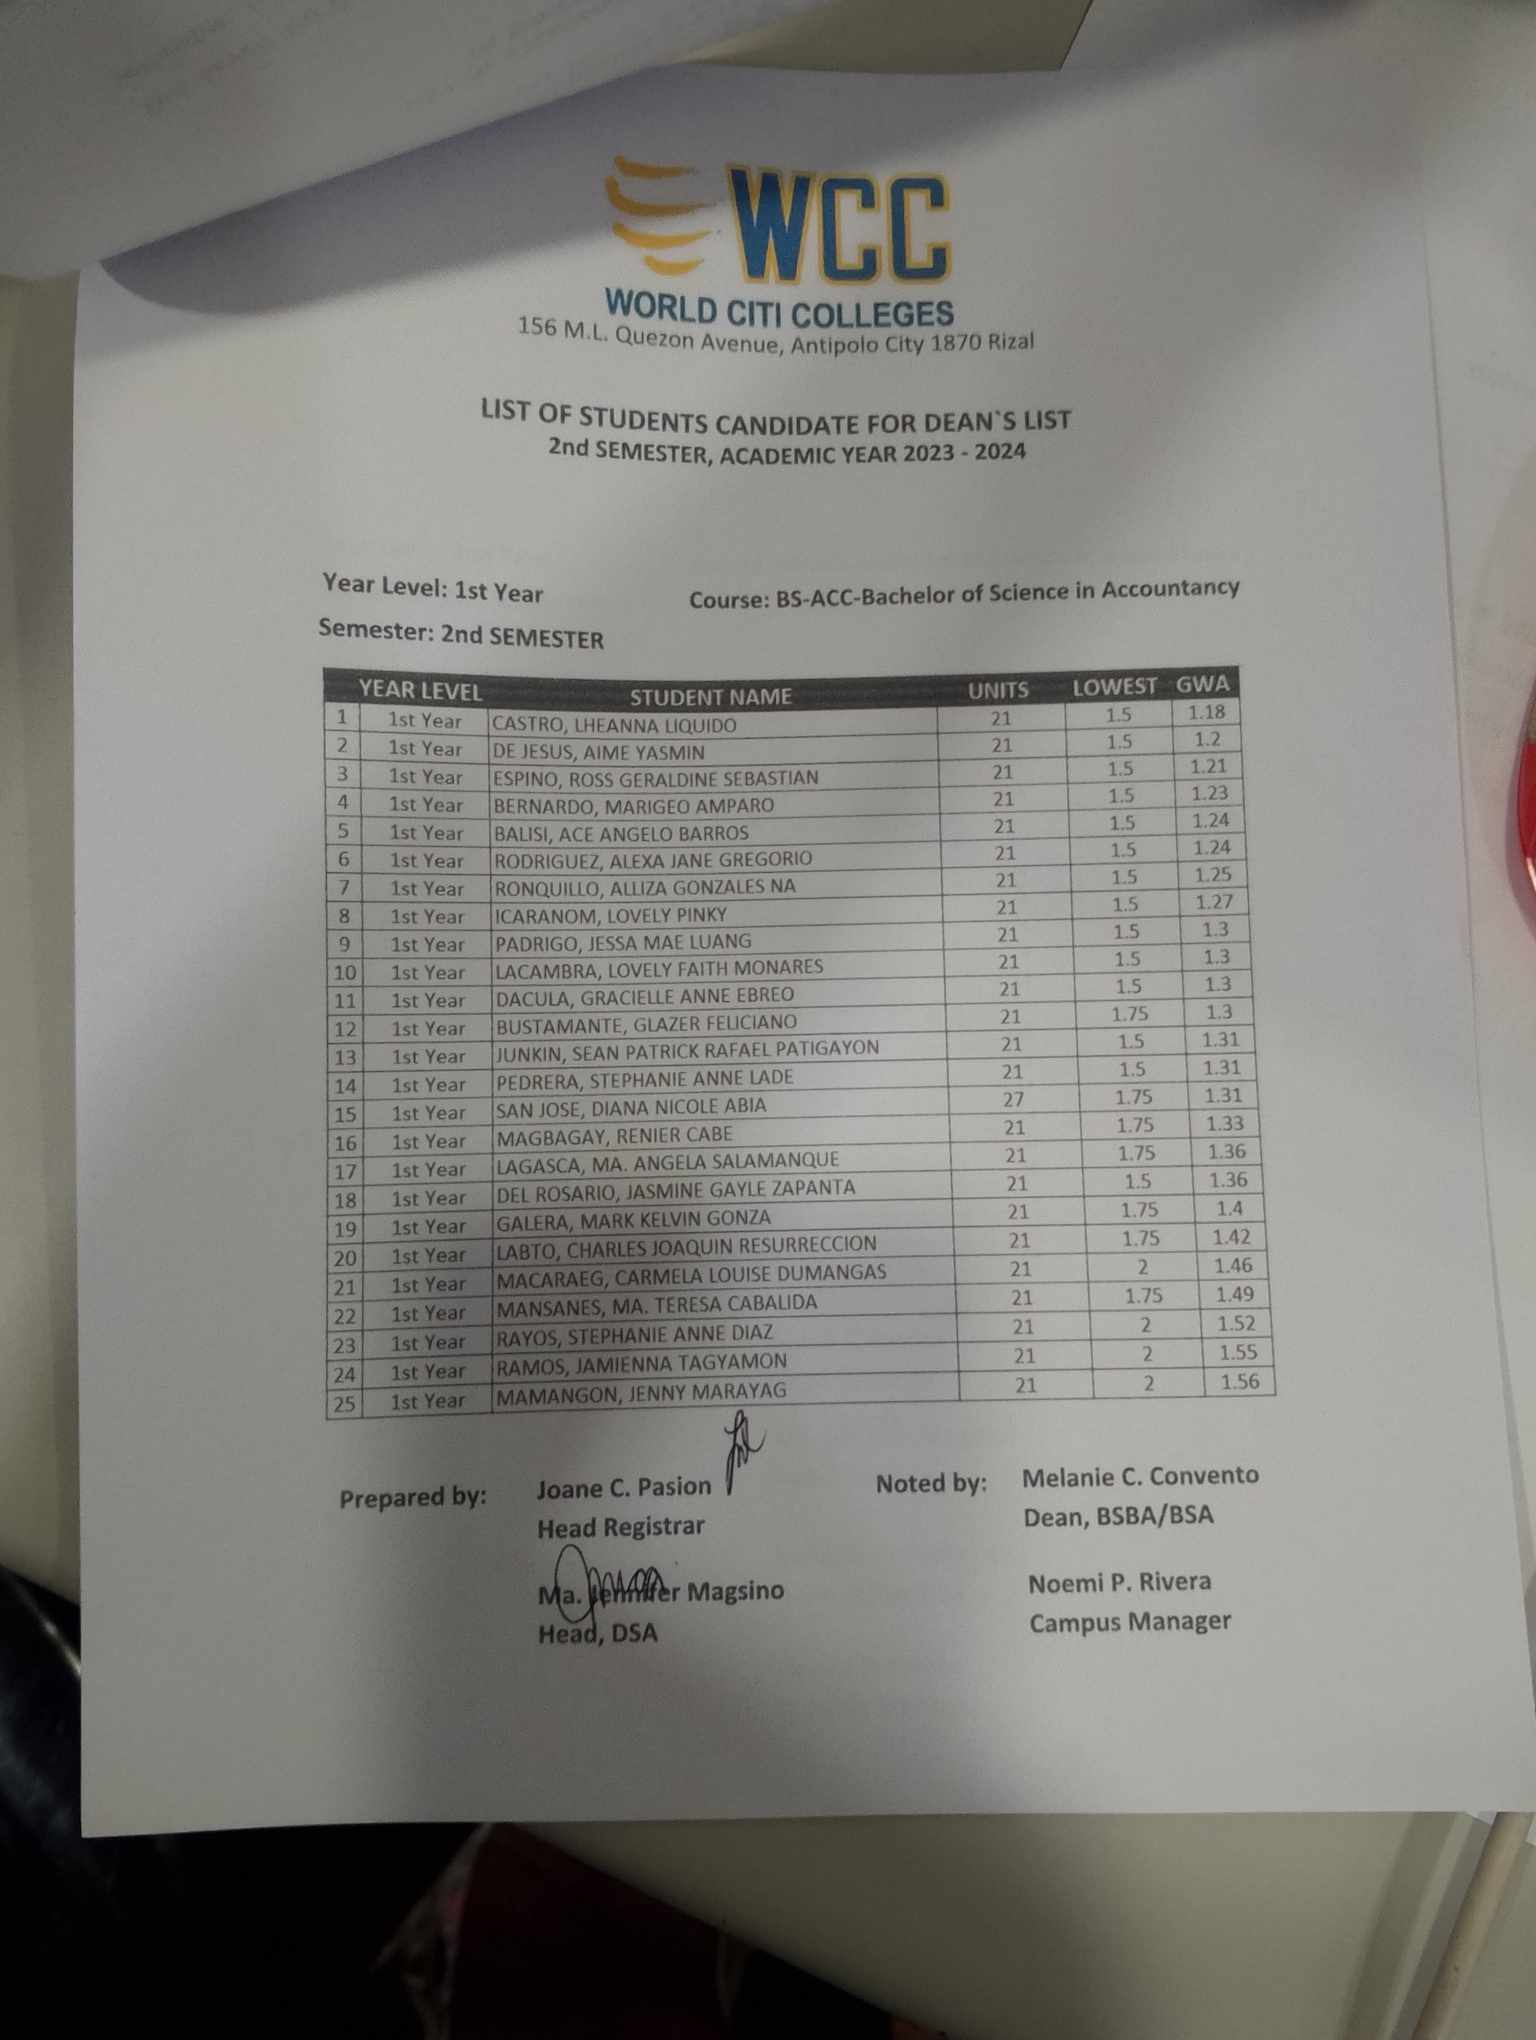 WCC
WORLD CITI COLLEGES
156 M.L. Quezon Avenue, Antipolo City 1870 Rizal
LIST OF STUDENTS CANDIDATE FOR DEAN`S LIST
2nd SEMESTER, ACADEMIC YEAR 2023 - 2024
Year Level: 1st Year Course: BS-ACC-Bachelor of Science in Accountancy
Semester: 2nd SEMESTER
YEAR LEVEL STUDENT NAME UNITS LOWEST GWA
1 1st Year CASTRO, LHEANNA LIQUIDO 21 1.5 1.18
2 1st Year DE JESUS, AIME YASMIN 21 1.5 1.2
3 1st Year ESPINO, ROSS GERALDINE SEBASTIAN 21 1.5 1.21
4 1st Year BERNARDO, MARIGEO AMPARO 21 1.5 1.23
5 1st Year BALISI, ACE ANGELO BARROS 21 1.5 1.24
6 1st Year RODRIGUEZ, ALEXA JANE GREGORIO 21 1.5 1.24
7 1st Year RONQUILLO, ALLIZA GONZALES NA 21 1.5 1.25
8 1st Year ICARANOM, LOVELY PINKY 21 1.5 1.27
9 1st Year PADRIGO, JESSA MAE LUANG 21 1.5 1.3
10 1st Year LACAMBRA, LOVELY FAITH MONARES 21 1.5 1.3
11 1st Year DACULA, GRACIELLE ANNE EBREO 21 1.5 1.3
12 1st Year BUSTAMANTE, GLAZER FELICIANO 21 1.75 1.3
13 1st Year JUNKIN, SEAN PATRICK RAFAEL PATIGAYON 21 1.5 1.31
14 1st Year PEDRERA, STEPHANIE ANNE LADE 21 1.5 1.31
15 1st Year SAN JOSE, DIANA NICOLE ABIA 27 1.75 1.31
16 1st Year MAGBAGAY, RENIER CABE 21 1.75 1.33
17 1st Year LAGASCA, MA. ANGELA SALAMANQUE 21 1.75 1.36
18 1st Year DEL ROSARIO, JASMINE GAYLE ZAPANTA 21 1.5 1.36
19 1st Year GALERA, MARK KELVIN GONZA 21 1.75 1.4
20 1st Year LABTO, CHARLES JOAQUIN RESURRECCION 21 1.75 1.42
21 1st Year MACARAEG, CARMELA LOUISE DUMANGAS 21 2 1.46
22 1st Year MANSANES, MA. TERESA CABALIDA 21 1.75 1.49
23 1st Year RAYOS, STEPHANIE ANNE DIAZ 21 2 1.52
24 1st Year RAMOS, JAMIENNA TAGYAMON 21 2 1.55
25 1st Year MAMANGON, JENNY MARAYAG 21 2 1.56
Prepared by: Joane C. Pasion Noted by: Melanie C. Convento
Head Registrar Dean, BSBA/BSA
Ma. Jennifer Magsino Noemi P. Rivera
Head, DSA Campus Manager